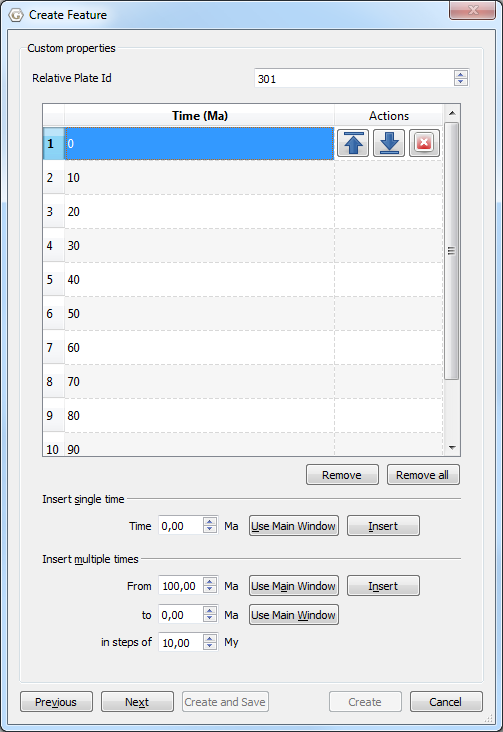 Create Feature
Custom properties
Relative Plate Id 301
Time (Ma) Actions
1 0
2 10
3 20
4 30
5 40
6 50
7 60
8 70
9 80
10 90
Remove Remove all
Insert single time
Time 0,00 Ma Use Main Window Insert
Insert multiple times
From 100,00 Ma Use Main Window Insert
to 0,00 Ma Use Main Window
in steps of 10,00 My
Previous Next Create and Save Create Cancel